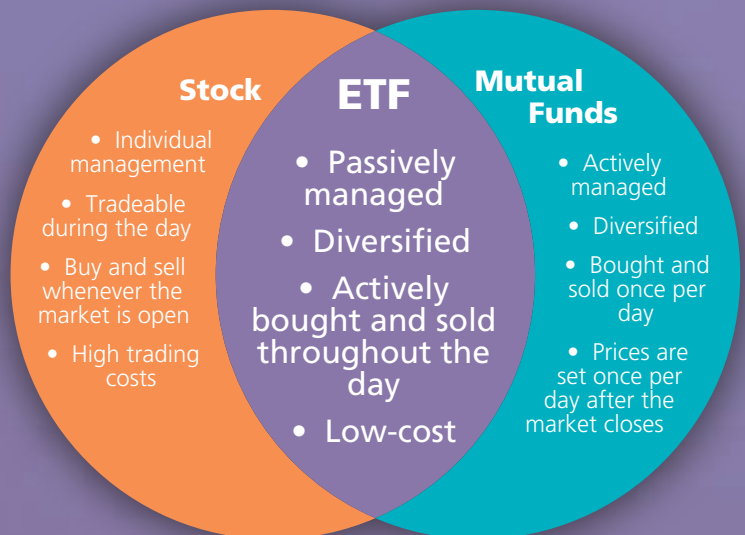 Stock
• Individual
management
• Tradeable
during the day
• Buy and sell
whenever the
market is open
• High trading
costs
ETF
• Passively
managed
• Diversified
• Actively
bought and sold
throughout the
day
• Low-cost
Mutual
Funds
• Actively
managed
• Diversified
• Bought and
sold once per
day
• Prices are
set once per
day after the
market closes